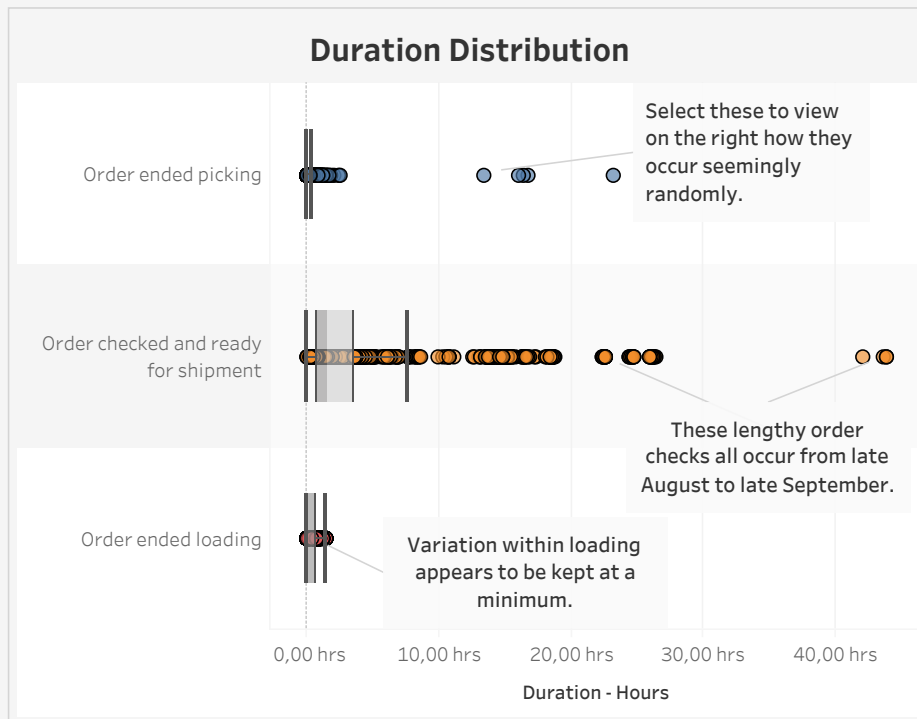 Duration Distribution
Select these to view
on the right how they
occur seemingly
randomly.
Order ended picking
Order checked and ready
for shipment
These lengthy order
checks all occur from late
August to late September.
Order ended loading
Variation within loading
appears to be kept at a
minimum.
0,00 hrs
10,00 hrs
20,00 hrs
30,00 hrs
40,00 hrs
Duration - Hours